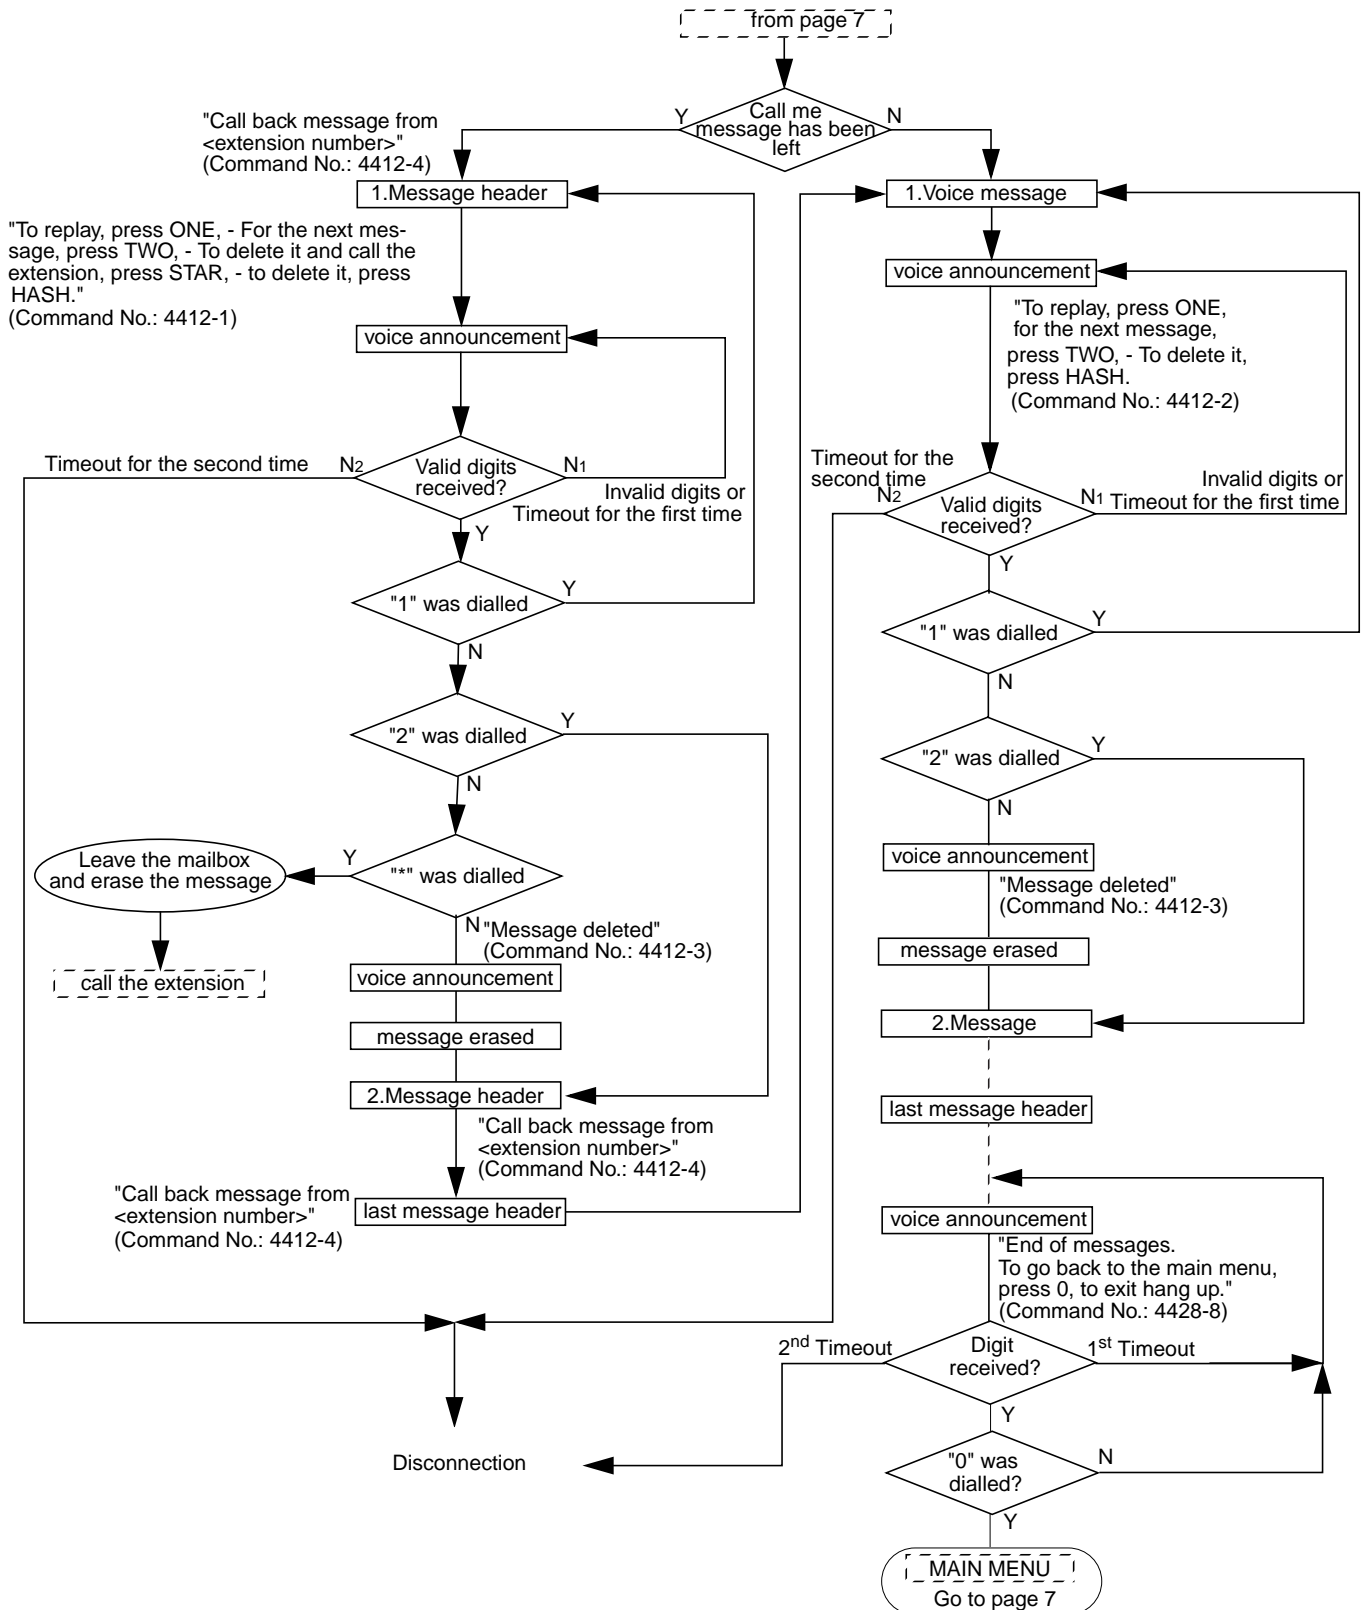 from page 7
Call me
message has been
left
Y
N
"Call back message from
<extension number>"
(Command No.: 4412-4)
1.Message header
"To replay, press ONE, - For the next mes-
sage, press TWO, - To delete it and call the
extension, press STAR, - to delete it, press
HASH."
(Command No.: 4412-1)
voice announcement
Timeout for the second time
N2
Valid digits
received?
N1
Invalid digits or
Timeout for the first time
Y
"1" was dialled
Y
N
"2" was dialled
Y
N
"*" was dialled
Y
Leave the mailbox
and erase the message
call the extension
N
"Message deleted"
(Command No.: 4412-3)
voice announcement
message erased
2.Message header
"Call back message from
<extension number>"
(Command No.: 4412-4)
"Call back message from
<extension number>"
(Command No.: 4412-4)
last message header
Disconnection
1.Voice message
voice announcement
"To replay, press ONE,
for the next message,
press TWO, - To delete it,
press HASH.
(Command No.: 4412-2)
Timeout for the
second time
N2
Valid digits
received?
N1
Invalid digits or
Timeout for the first time
Y
"1" was dialled
Y
N
"2" was dialled
Y
N
voice announcement
"Message deleted"
(Command No.: 4412-3)
message erased
2.Message
last message header
voice announcement
"End of messages.
To go back to the main menu,
press 0, to exit hang up."
(Command No.: 4428-8)
2nd Timeout
Digit
received?
1st Timeout
Y
"0" was
dialled?
N
Y
MAIN MENU
Go to page 7